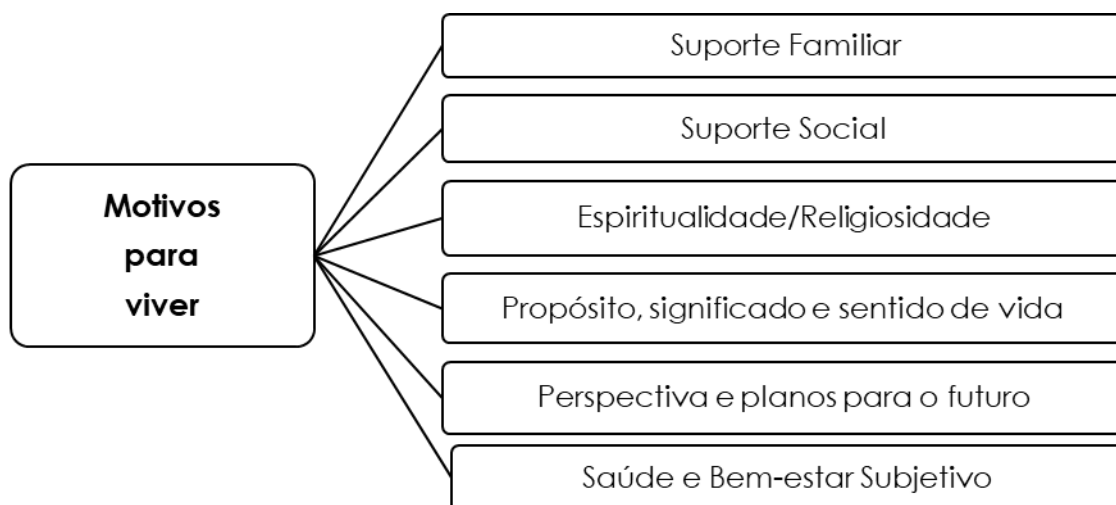 Motivos
para
viver
Suporte Familiar
Suporte Social
Espiritualidade/Religiosidade
Propósito, significado e sentido de vida
Perspectiva e planos para o futuro
Saúde e Bem-estar Subjetivo